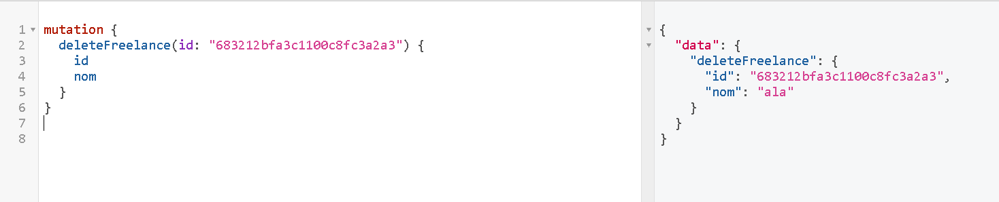 1 mutation {
2 deleteFreelance(id: "683212bfa3c1100c8fc3a2a3") {
3 id
4 nom
5 }
6 }
7
8
{
"data": {
"deleteFreelance": {
"id": "683212bfa3c1100c8fc3a2a3",
"nom": "ala"
}
}
}